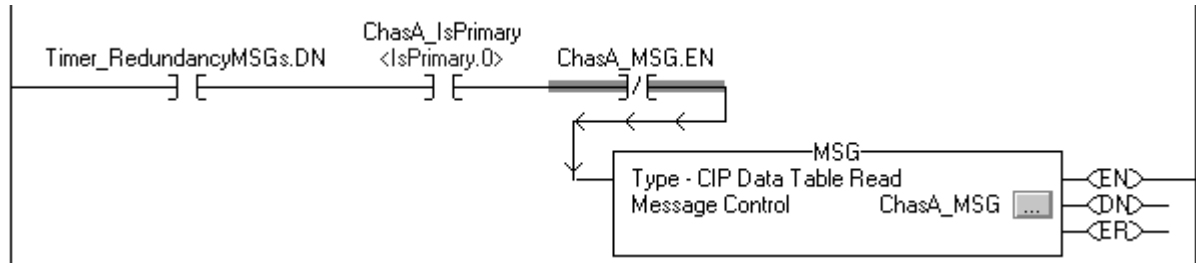 ChasA_IsPrimary
Timer_RedundancyMSGs.DN <IsPrimary.0> ChasA_MSG.EN
MSG
Type - CIP Data Table Read EN
Message Control ChasA_MSG ... DN
ER